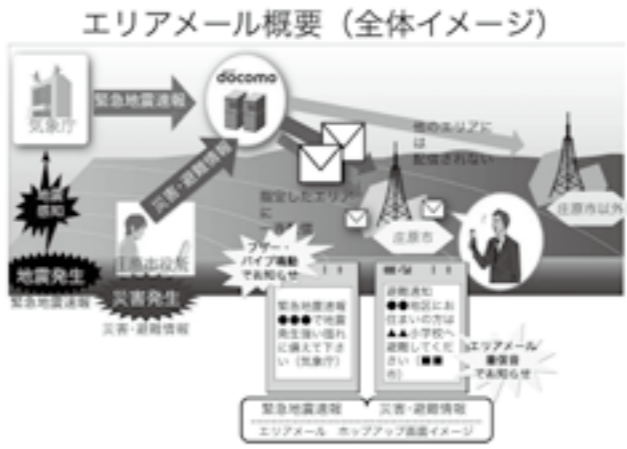 エリアメール概要（全体イメージ）
気象庁
緊急地震速報
döcomo
災害・避難情報
他のエリアに
は
配信されない
指定したエリア
に
庄原市
庄原市以外
地震発生
緊急地震速報
庄原市役所
災害発生
災害・避難情報
ブザー・
バイブ鳴動
でお知らせ
緊急地震速報
●●●で地震
発生強い揺れ
に備えて下さ
い（気象庁）
避難通知
●●地区にお
住まいの方は
▲▲小学校へ
避難してくだ
さい（■■
市）
エリアメール
着信音
でお知らせ
緊急地震速報
災害・避難情報
エリアメール　ホップアップ画面イメージ